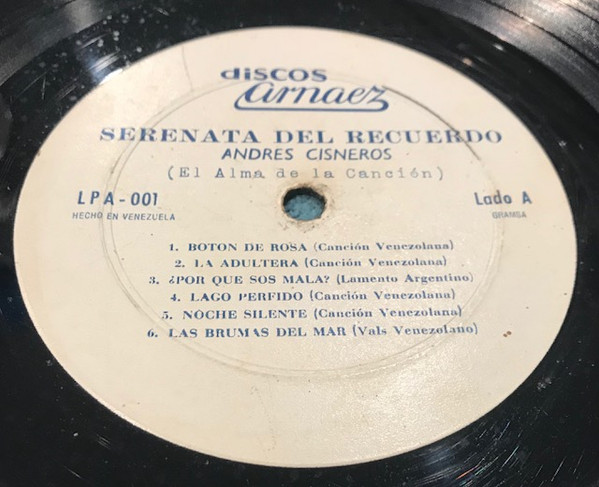 discos
Arnaez
SERENATA DEL RECUERDO
ANDRES CISNEROS
(El Alma de la Canción)
LPA-001 Lado A
HECHO EN VENEZUELA GRAMSA
1. BOTON DE ROSA (Canción Venezolana)
2. LA ADULTERA (Canción Venezolana)
3. ¿POR QUE SOS MALA? (Lamento Argentino)
4. LAGO PERFIDO (Canción Venezolana)
5. NOCHE SILENTE (Canción Venezolana)
6. LAS BRUMAS DEL MAR (Vals Venezolano)